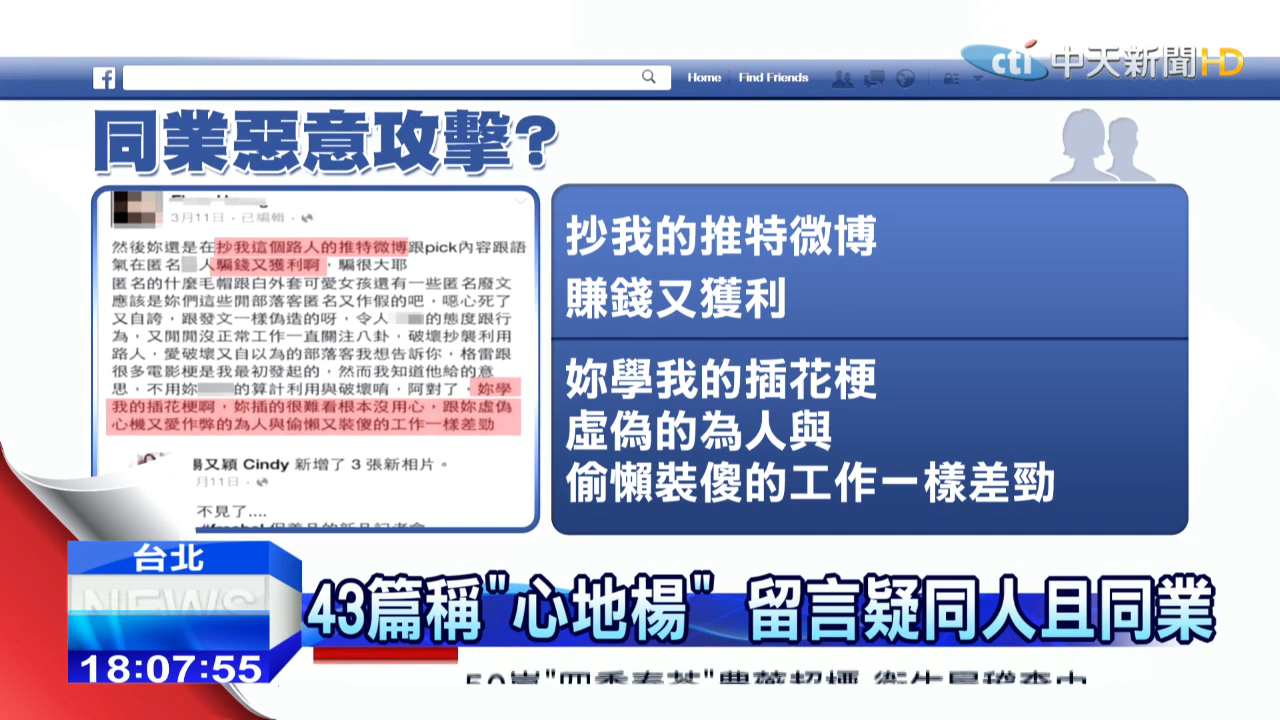 f
Home Find Friends
cti 中天新聞HD
同業惡意攻擊?
3月11日·已編輯·
然後妳還是在抄我這個路人的推特微博跟pick內容跟語
氣在匿名 人騙錢又獲利啊,騙很大耶
匿名的什麼毛帽跟白外套可愛女孩還有一些匿名廢文
應該是妳們這些開部落客匿名又作假的吧,噁心死了
又自誇,跟發文一樣偽造的呀,令人 的態度跟行
為,又閒閒沒正常工作一直關注八卦,破壞抄襲利用
路人,愛破壞又自以為的部落客我想告訴你,格雷跟
很多電影梗是我最初發起的,然而我知道他給的意
思,不用妳 的算計利用與破壞唷,阿對了,妳學
我的插花梗啊,妳插的很難看根本沒用心,跟妳虛偽
心機又愛作弊的為人與偷懶又裝傻的工作一樣差勁
楊又穎 Cindy 新增了 3 張新相片。
月11日·
不見了....
抄我的推特微博
賺錢又獲利
妳學我的插花梗
虛偽的為人與
偷懶裝傻的工作一樣差勁
台北
NEWS
18:07:55
43篇稱"心地楊" 留言疑同人且同業